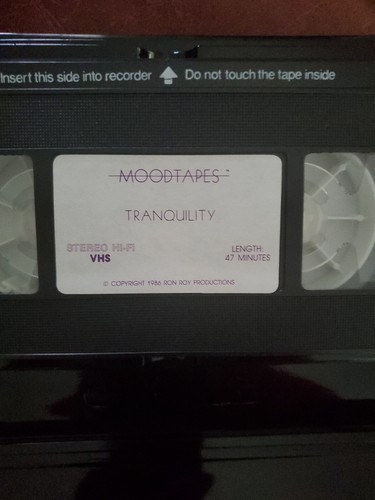 Insert this side into recorder Do not touch the tape inside
MOODTAPES™
TRANQUILITY
STEREO HI-FI
VHS
LENGTH:
47 MINUTES
© COPYRIGHT 1986 RON ROY PRODUCTIONS